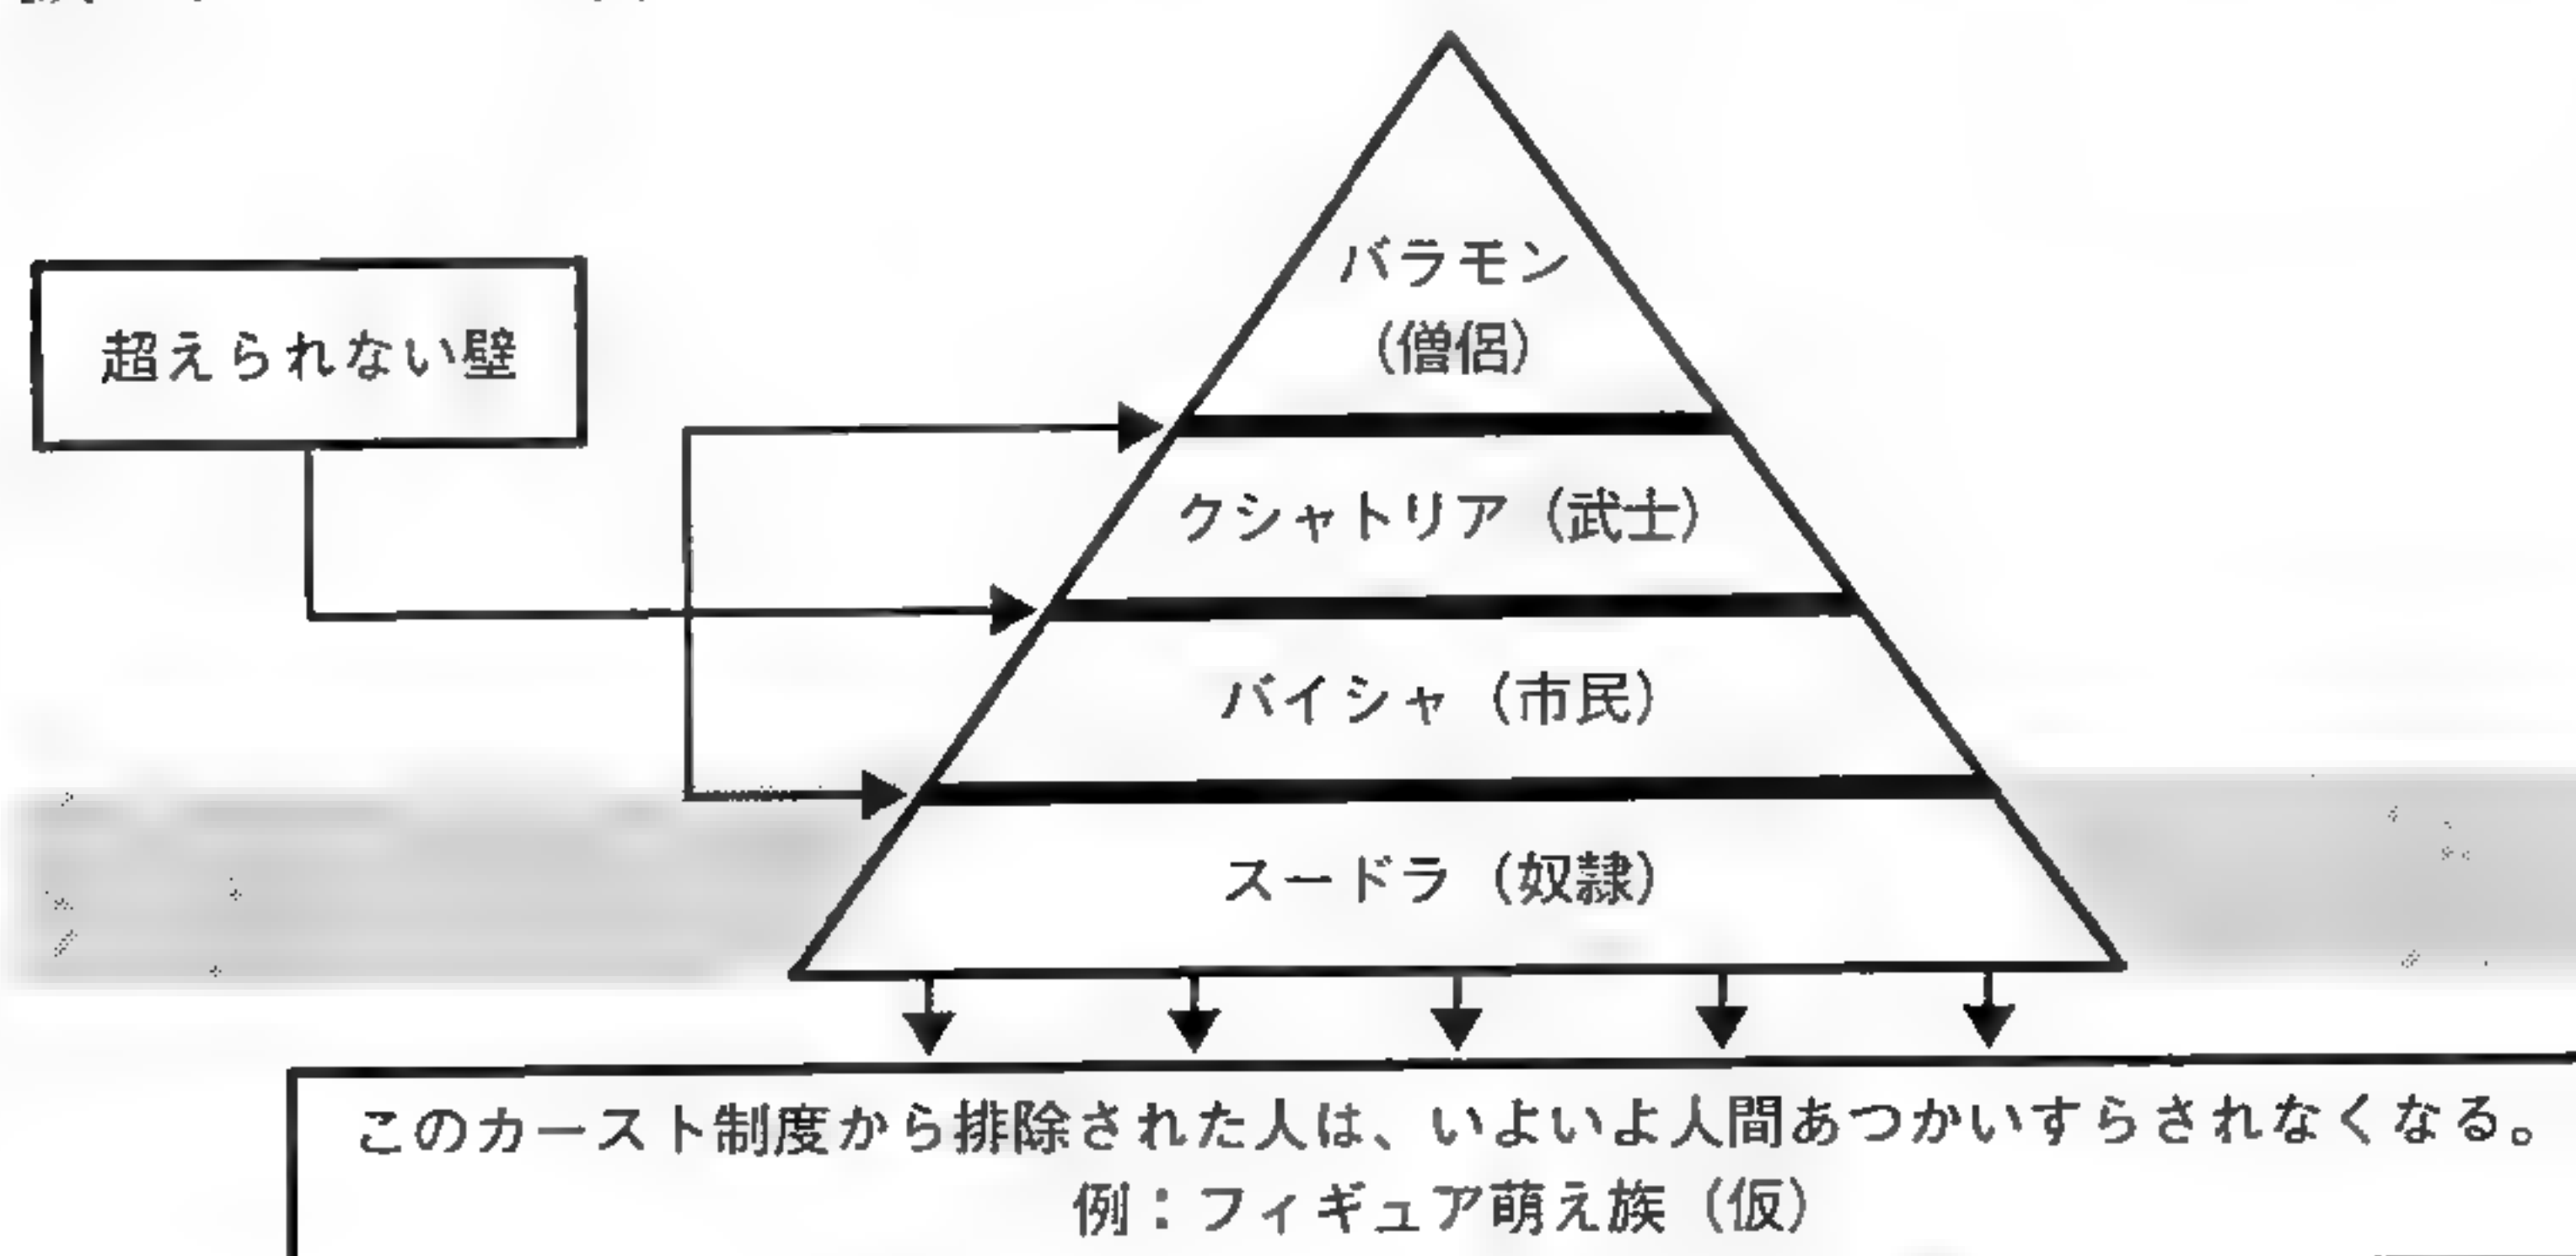 バラモン
(僧侶)
超えられない壁
クシャトリア（武士）
バイシャ（市民）
スードラ（奴隷）
このカースト制度から排除された人は、いよいよ人間あつかいすらされなくなる。
例：フィギュア萌え族（仮）